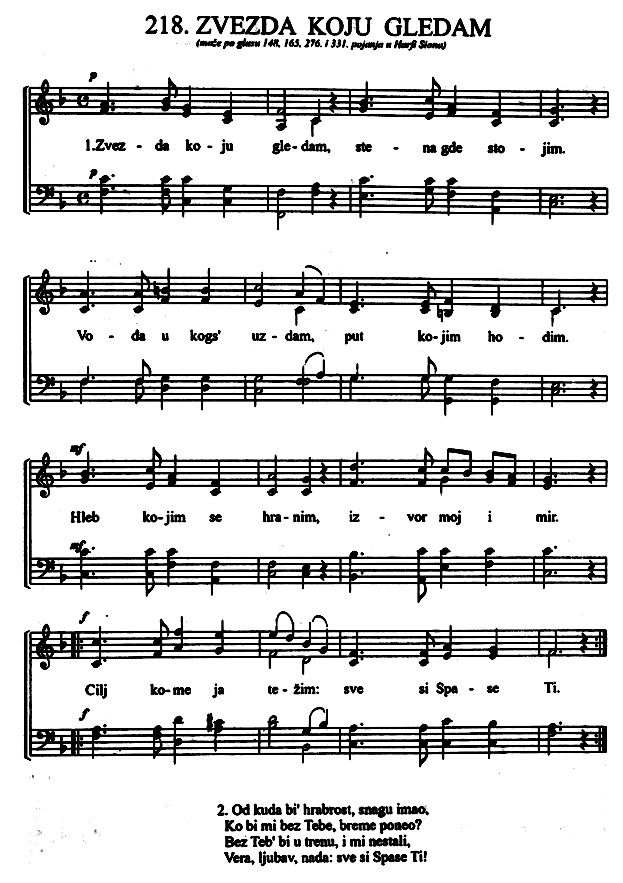 218. ZVEZDA KOJU GLEDAM
(može po glasu 148, 165, 276. i 331. pojanja u Harfi Siona)
p
1.Zvez - da ko - ju gle - dam, ste - na gde sto - jim.
p
Vo - da u kogs' uz - dam, put ko - jim ho - dim.
mf
Hleb ko - jim se hra - nim, iz - vor moj i mir.
mf
f
Cilj ko - me ja te - žim: sve si Spa - se Ti.
f
2. Od kuda bi' hrabrost, snagu imao,
Ko bi mi bez Tebe, breme poneo?
Bez Teb' bi u trenu, i mi nestali,
Vera, ljubav, nada: sve si Spase Ti!